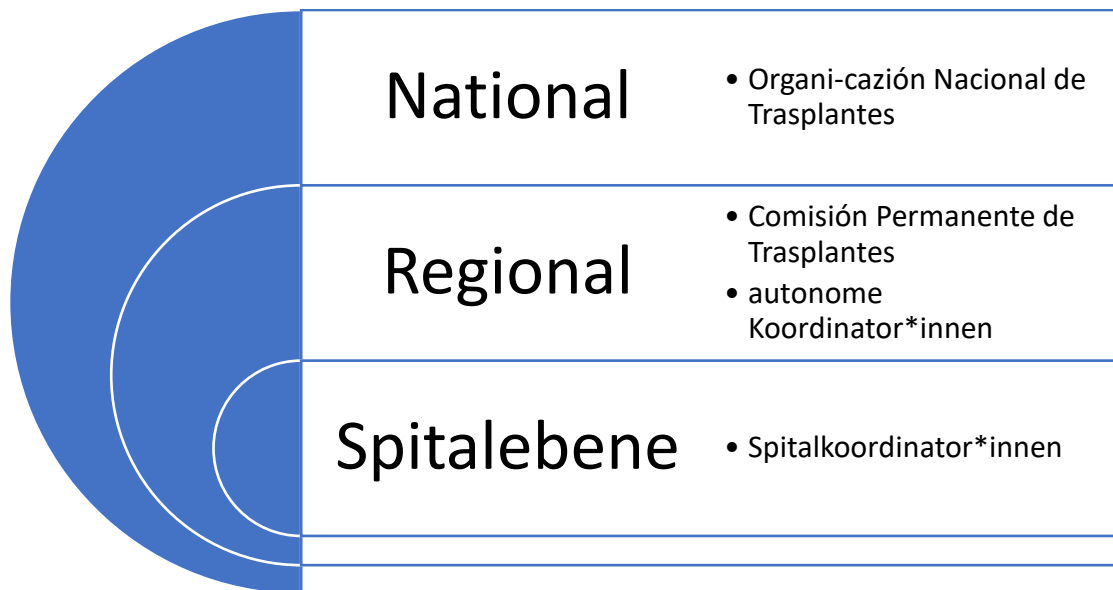 National
• Organi-cazión Nacional de
Trasplantes
Regional
• Comisión Permanente de
Trasplantes
• autonome
Koordinator*innen
Spitalebene
• Spitalkoordinator*innen